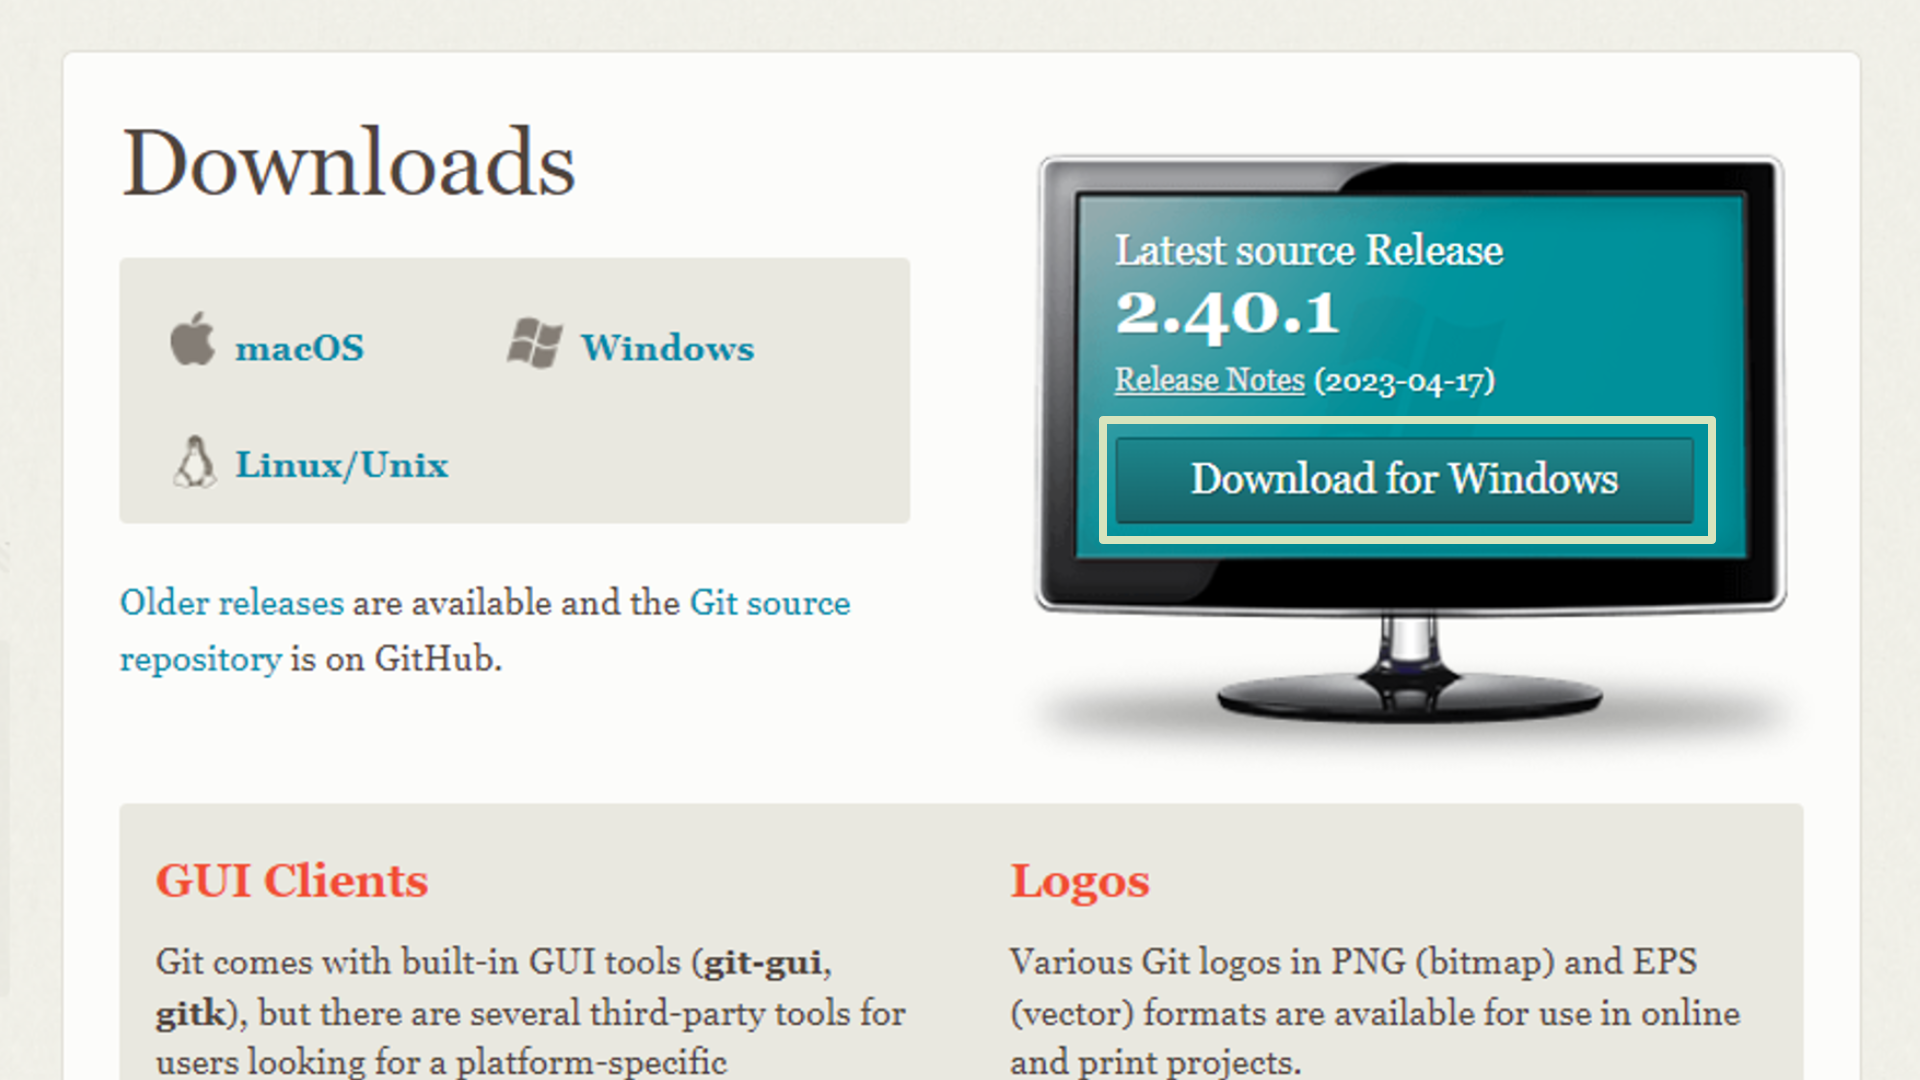 Downloads
macOS
Windows
Linux/Unix
Older releases are available and the Git source
repository is on GitHub.
Latest source Release
2.40.1
Release Notes (2023-04-17)
Download for Windows
GUI Clients
Git comes with built-in GUI tools (git-gui,
gitk), but there are several third-party tools for
users looking for a platform-specific
Logos
Various Git logos in PNG (bitmap) and EPS
(vector) formats are available for use in online
and print projects.